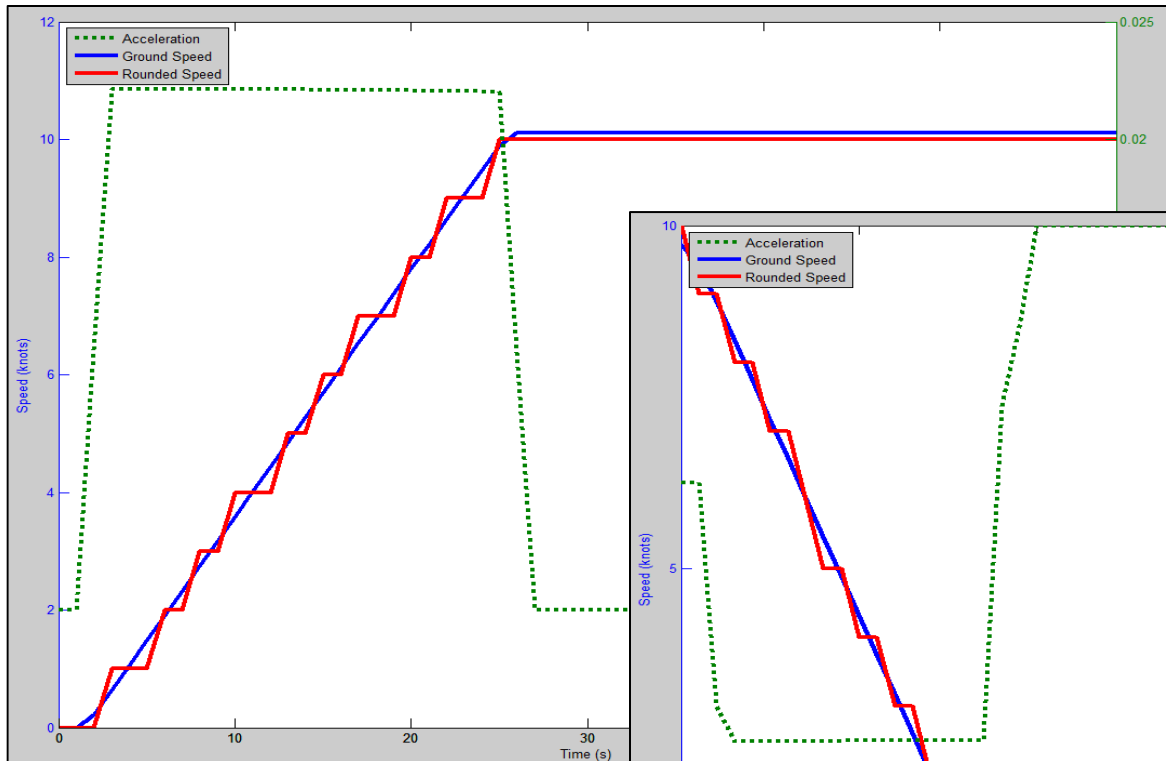 12
10
8
6
4
2
0
Speed (knots)
Acceleration
Ground Speed
Rounded Speed
0.025
0.02
0
10
20
30
Time (s)
10
5
Speed (knots)
Acceleration
Ground Speed
Rounded Speed